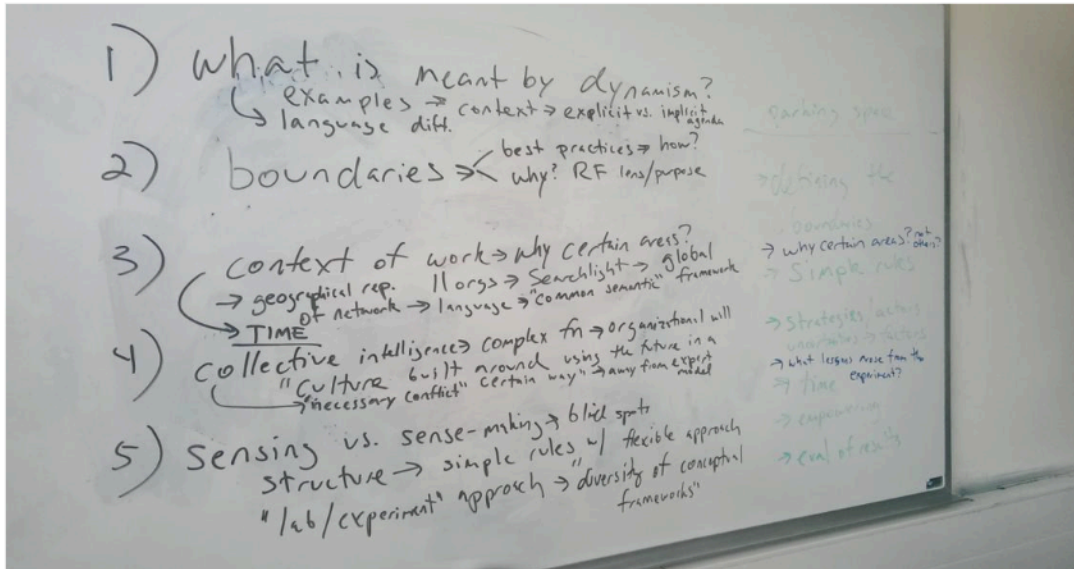 1) what is meant by dynamism?
↳ examples → context → explicit vs. implicit agenda
↳ language diff.
2) boundaries → < best practices → how?
why? RF lens/purpose
3) context of work → why certain areas?
→ geographical rep. 11 orgs → Searchlight → global
of network → language → "common semantic" framework
→ TIME
4) collective intelligence → complex fn → organizational will
"culture built around using the future in a
certain way" → away from expert model
→ "necessary conflict"
5) sensing vs. sense-making → blind spots
structure → simple rules w/ flexible approach
"lab/experiment" approach → "diversity of conceptual
frameworks"
parking space
→ defining the
boundaries
→ why certain areas? not others?
→ simple rules
→ strategies/actors
→ factors
→ what lessons arose from the
experiment?
→ time
→ empowering
→ eval of results